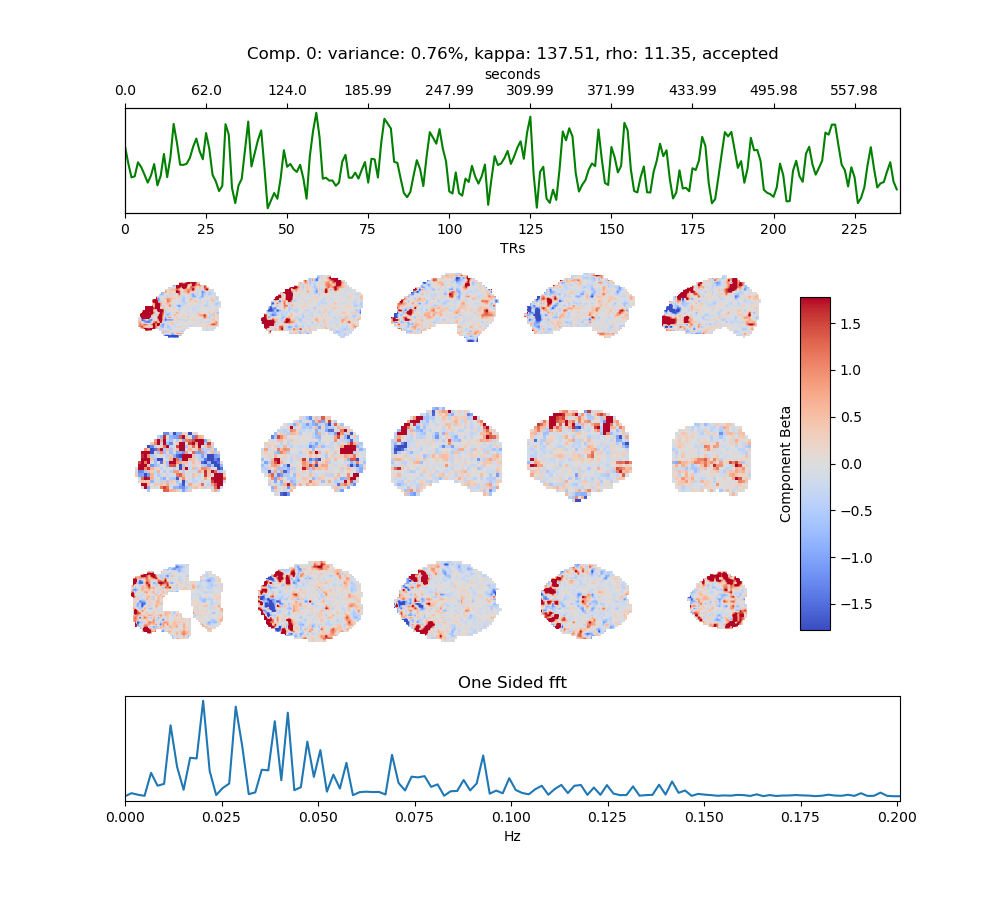 Comp. 0: variance: 0.76%, kappa: 137.51, rho: 11.35, accepted
seconds
0.0 62.0 124.0 185.99 247.99 309.99 371.99 433.99 495.98 557.98
0 25 50 75 100 125 150 175 200 225
TRs
1.5
1.0
0.5
0.0
−0.5
−1.0
−1.5
Component Beta
One Sided fft
0.000 0.025 0.050 0.075 0.100 0.125 0.150 0.175 0.200
Hz